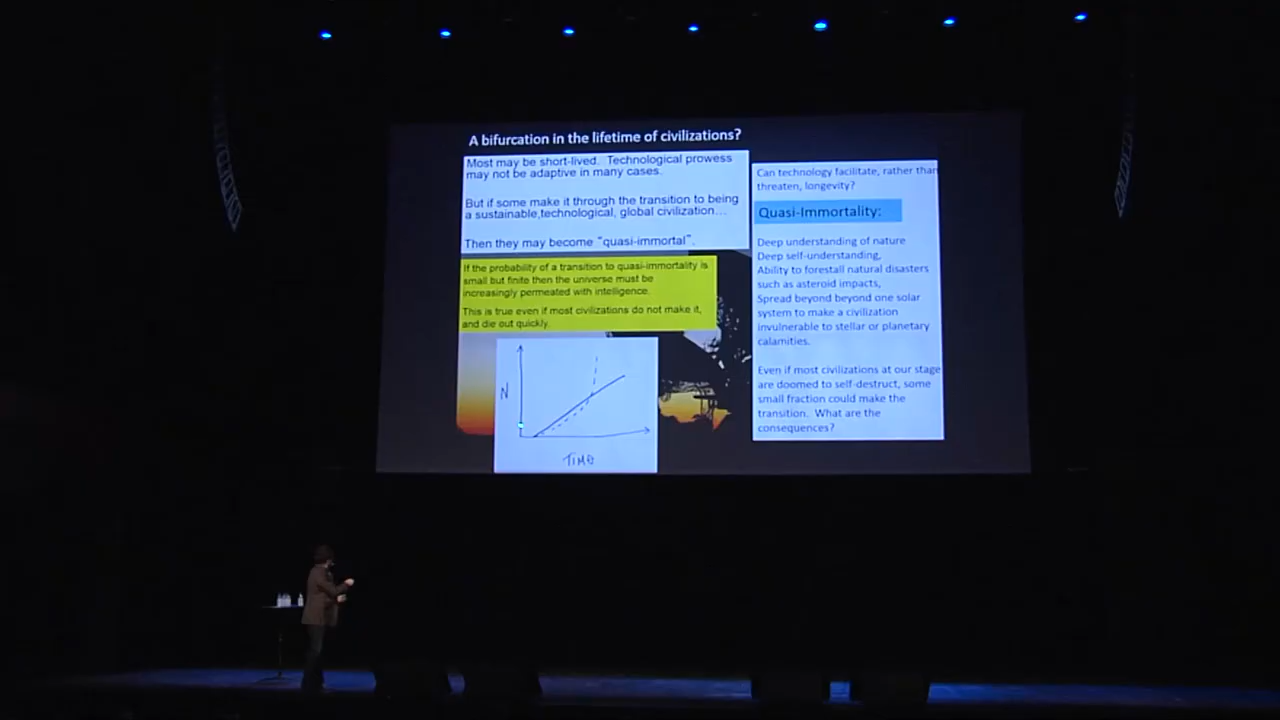 A bifurcation in the lifetime of civilizations?
Most may be short-lived. Technological prowess
may not be adaptive in many cases.
But if some make it through the transition to being
a sustainable,technological, global civilization...
Then they may become "quasi-immortal".
If the probability of a transition to quasi-immortality is
small but finite then the universe must be
increasingly permeated with intelligence.
This is true even if most civilizations do not make it,
and die out quickly.
N
TIME
Can technology facilitate, rather than
threaten, longevity?
Quasi-Immortality:
Deep understanding of nature
Deep self-understanding,
Ability to forestall natural disasters
such as asteroid impacts,
Spread beyond beyond one solar
system to make a civilization
invulnerable to stellar or planetary
calamities.
Even if most civilizations at our stage
are doomed to self-destruct, some
small fraction could make the
transition. What are the
consequences?